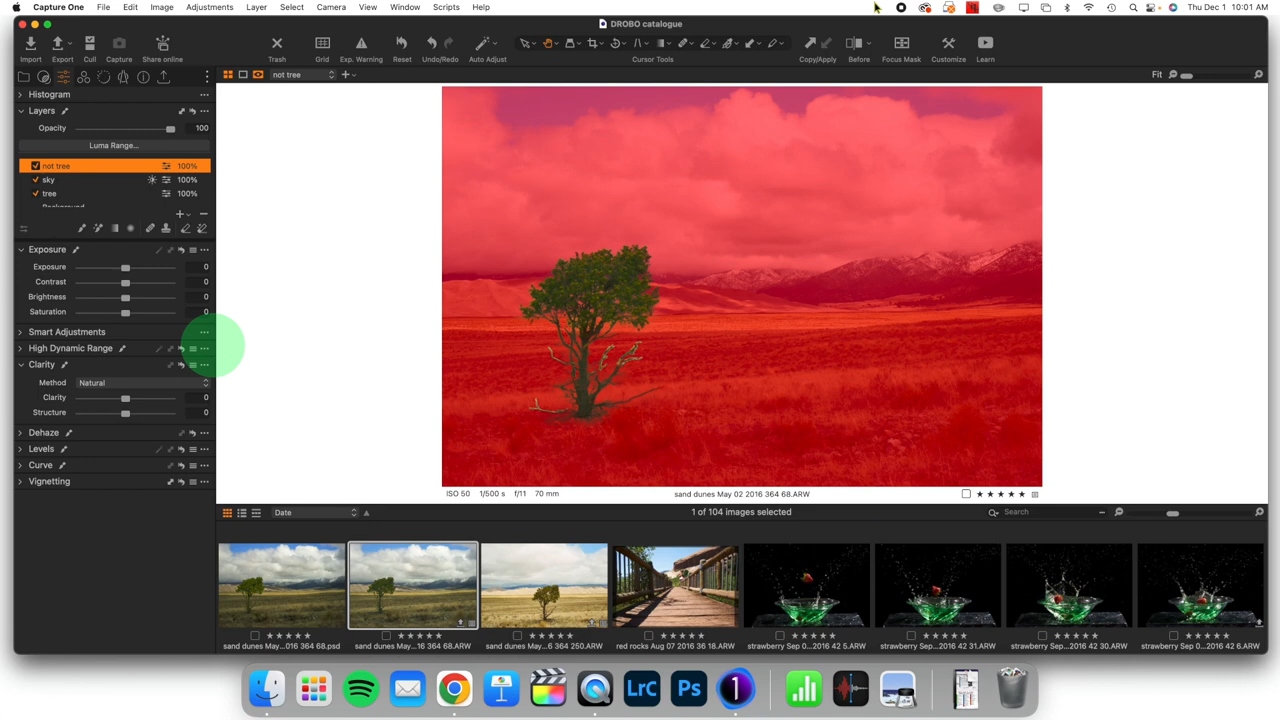 Capture One File Edit Image Adjustments Layer Select Camera View Window Scripts Help Thu Dec 1 10:01 AM
DROBO catalogue
Import Export Cull Capture Share online Trash Grid Exp. Warning Reset Undo/Redo Auto Adjust Cursor Tools Copy/Apply Before Focus Mask Customize Learn
not tree Fit
Histogram
Layers
Opacity 100
Luma Range...
not tree 100%
sky 100%
tree 100%
Background
Exposure
Exposure 0
Contrast 0
Brightness 0
Saturation 0
Smart Adjustments
High Dynamic Range
Clarity
Method Natural
Clarity 0
Structure 0
Dehaze
Levels
Curve
Vignetting
ISO 50 1/500 s f/11 70 mm sand dunes May 02 2016 364 68.ARW
Date 1 of 104 images selected Search
sand dunes May...016 364 68.psd sand dunes May...16 364 68.ARW sand dunes May...6 364 250.ARW red rocks Aug 07 2016 36 18.ARW strawberry Sep 0...2016 42 5.ARW strawberry Sep...016 42 31.ARW strawberry Sep...016 42 30.ARW strawberry Sep 0...2016 42 6.ARW
LrC Ps 1